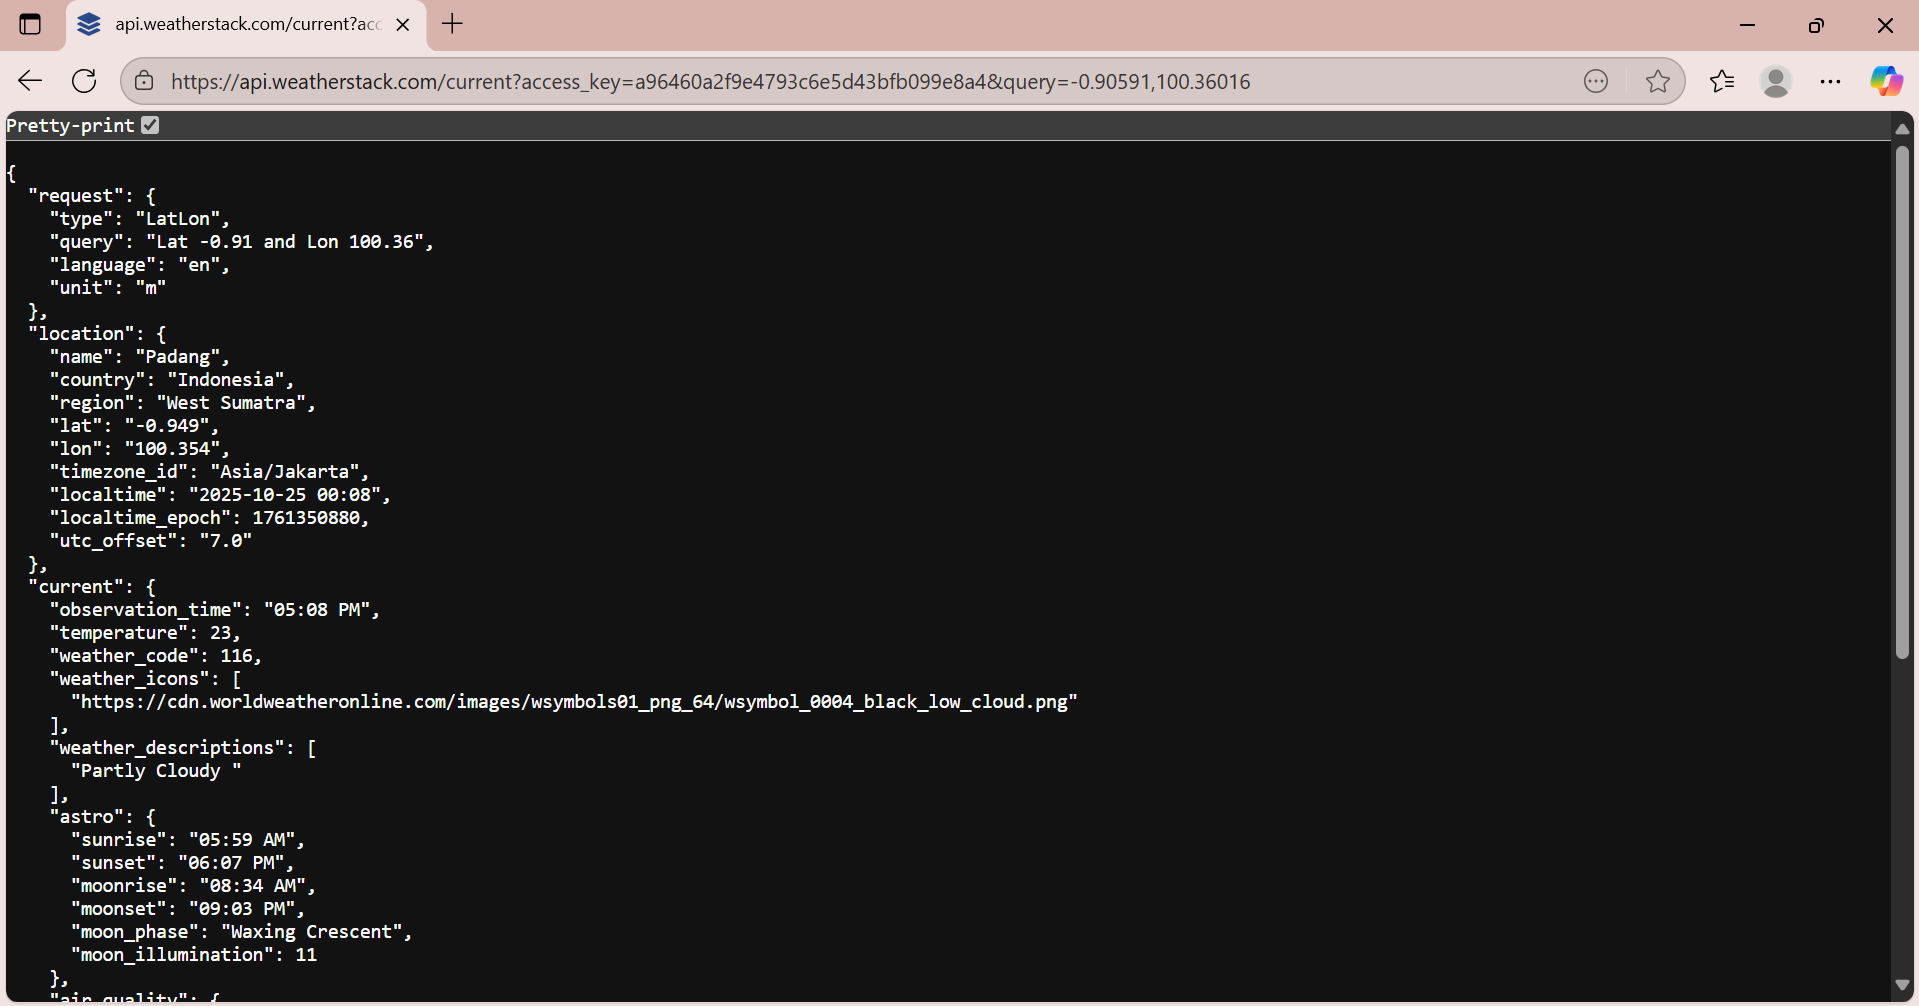 api.weatherstack.com/current?acc
https://api.weatherstack.com/current?access_key=a96460a2f9e4793c6e5d43bfb099e8a4&query=-0.90591,100.36016
Pretty-print
{
  "request": {
    "type": "LatLon",
    "query": "Lat -0.91 and Lon 100.36",
    "language": "en",
    "unit": "m"
  },
  "location": {
    "name": "Padang",
    "country": "Indonesia",
    "region": "West Sumatra",
    "lat": "-0.949",
    "lon": "100.354",
    "timezone_id": "Asia/Jakarta",
    "localtime": "2025-10-25 00:08",
    "localtime_epoch": 1761350880,
    "utc_offset": "7.0"
  },
  "current": {
    "observation_time": "05:08 PM",
    "temperature": 23,
    "weather_code": 116,
    "weather_icons": [
      "https://cdn.worldweatheronline.com/images/wsymbols01_png_64/wsymbol_0004_black_low_cloud.png"
    ],
    "weather_descriptions": [
      "Partly Cloudy "
    ],
    "astro": {
      "sunrise": "05:59 AM",
      "sunset": "06:07 PM",
      "moonrise": "08:34 AM",
      "moonset": "09:03 PM",
      "moon_phase": "Waxing Crescent",
      "moon_illumination": 11
    },
    "air_quality": {